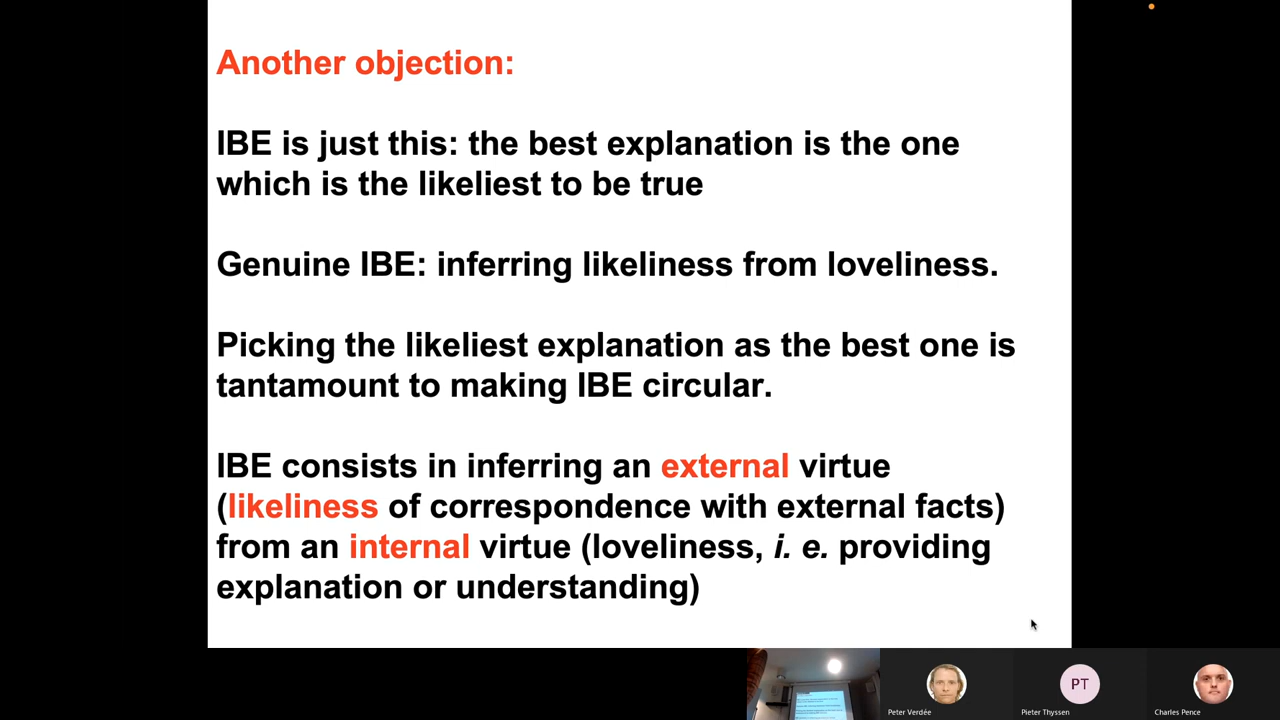 Another objection:
IBE is just this: the best explanation is the one
which is the likeliest to be true
Genuine IBE: inferring likeliness from loveliness.
Picking the likeliest explanation as the best one is
tantamount to making IBE circular.
IBE consists in inferring an external virtue
(likeliness of correspondence with external facts)
from an internal virtue (loveliness, i. e. providing
explanation or understanding)
PT
Peter Verdée
Pieter Thyssen
Charles Pence